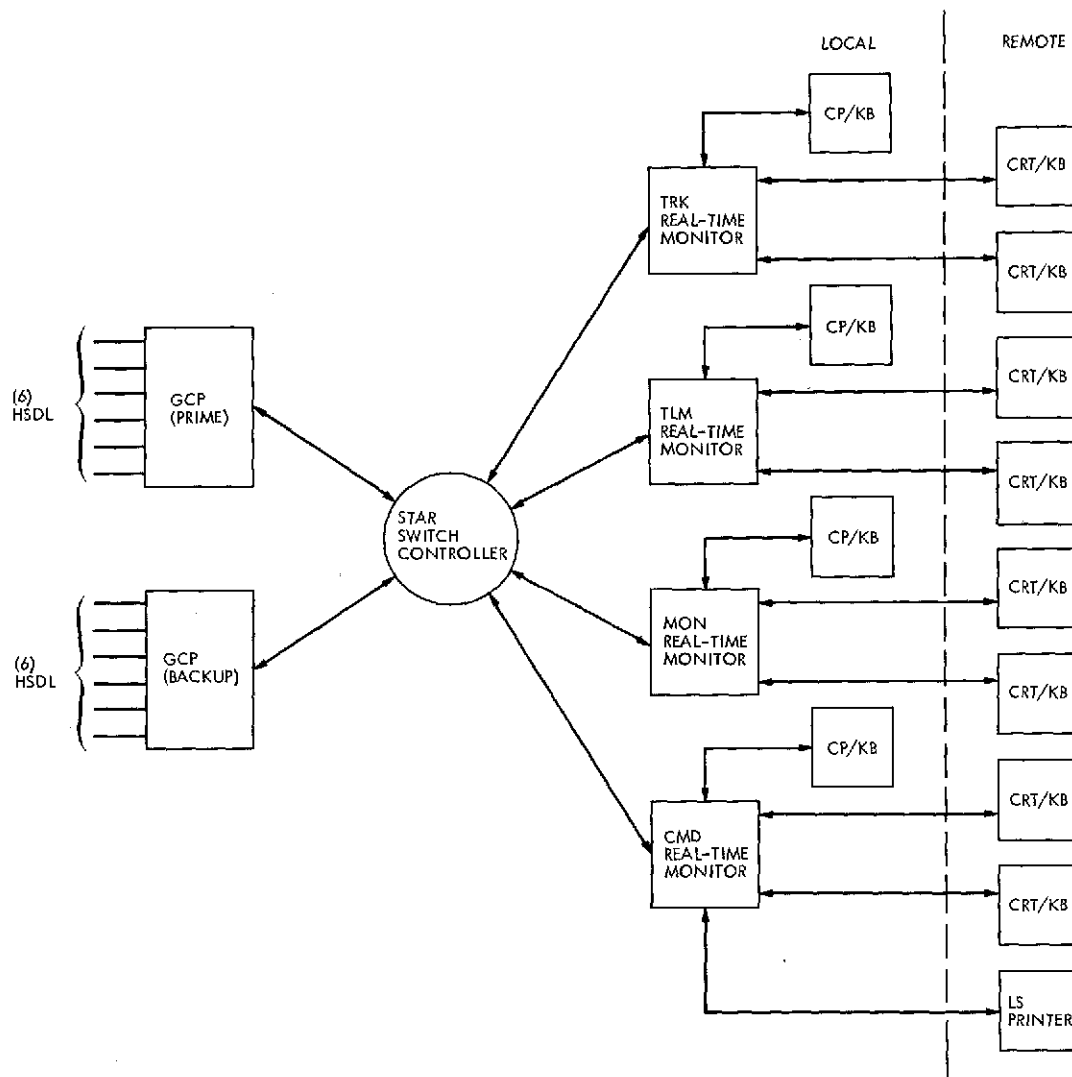 LOCAL
REMOTE
CP/KB
CRT/KB
TRK
REAL-TIME
MONITOR
CRT/KB
CP/KB
CRT/KB
(6)
HSDL
GCP
(PRIME)
TLM
REAL-TIME
MONITOR
CRT/KB
STAR
SWITCH
CONTROLLER
CP/KB
CRT/KB
(6)
HSDL
GCP
(BACKUP)
MON
REAL-TIME
MONITOR
CRT/KB
CP/KB
CRT/KB
CMD
REAL-TIME
MONITOR
CRT/KB
LS
PRINTER